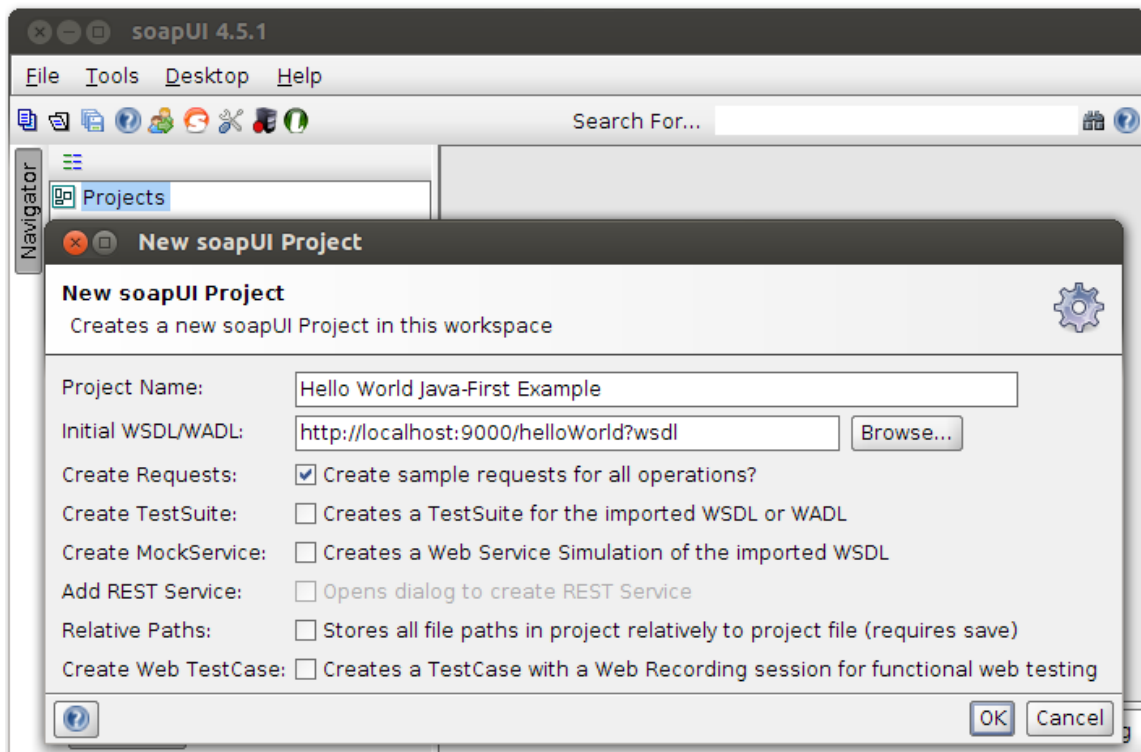 soapUI 4.5.1
File Tools Desktop Help
Search For...
Navigator
Projects
New soapUI Project
New soapUI Project
Creates a new soapUI Project in this workspace
Project Name: Hello World Java-First Example
Initial WSDL/WADL: http://localhost:9000/helloWorld?wsdl Browse...
Create Requests: Create sample requests for all operations?
Create TestSuite: Creates a TestSuite for the imported WSDL or WADL
Create MockService: Creates a Web Service Simulation of the imported WSDL
Add REST Service: Opens dialog to create REST Service
Relative Paths: Stores all file paths in project relatively to project file (requires save)
Create Web TestCase: Creates a TestCase with a Web Recording session for functional web testing
OK Cancel